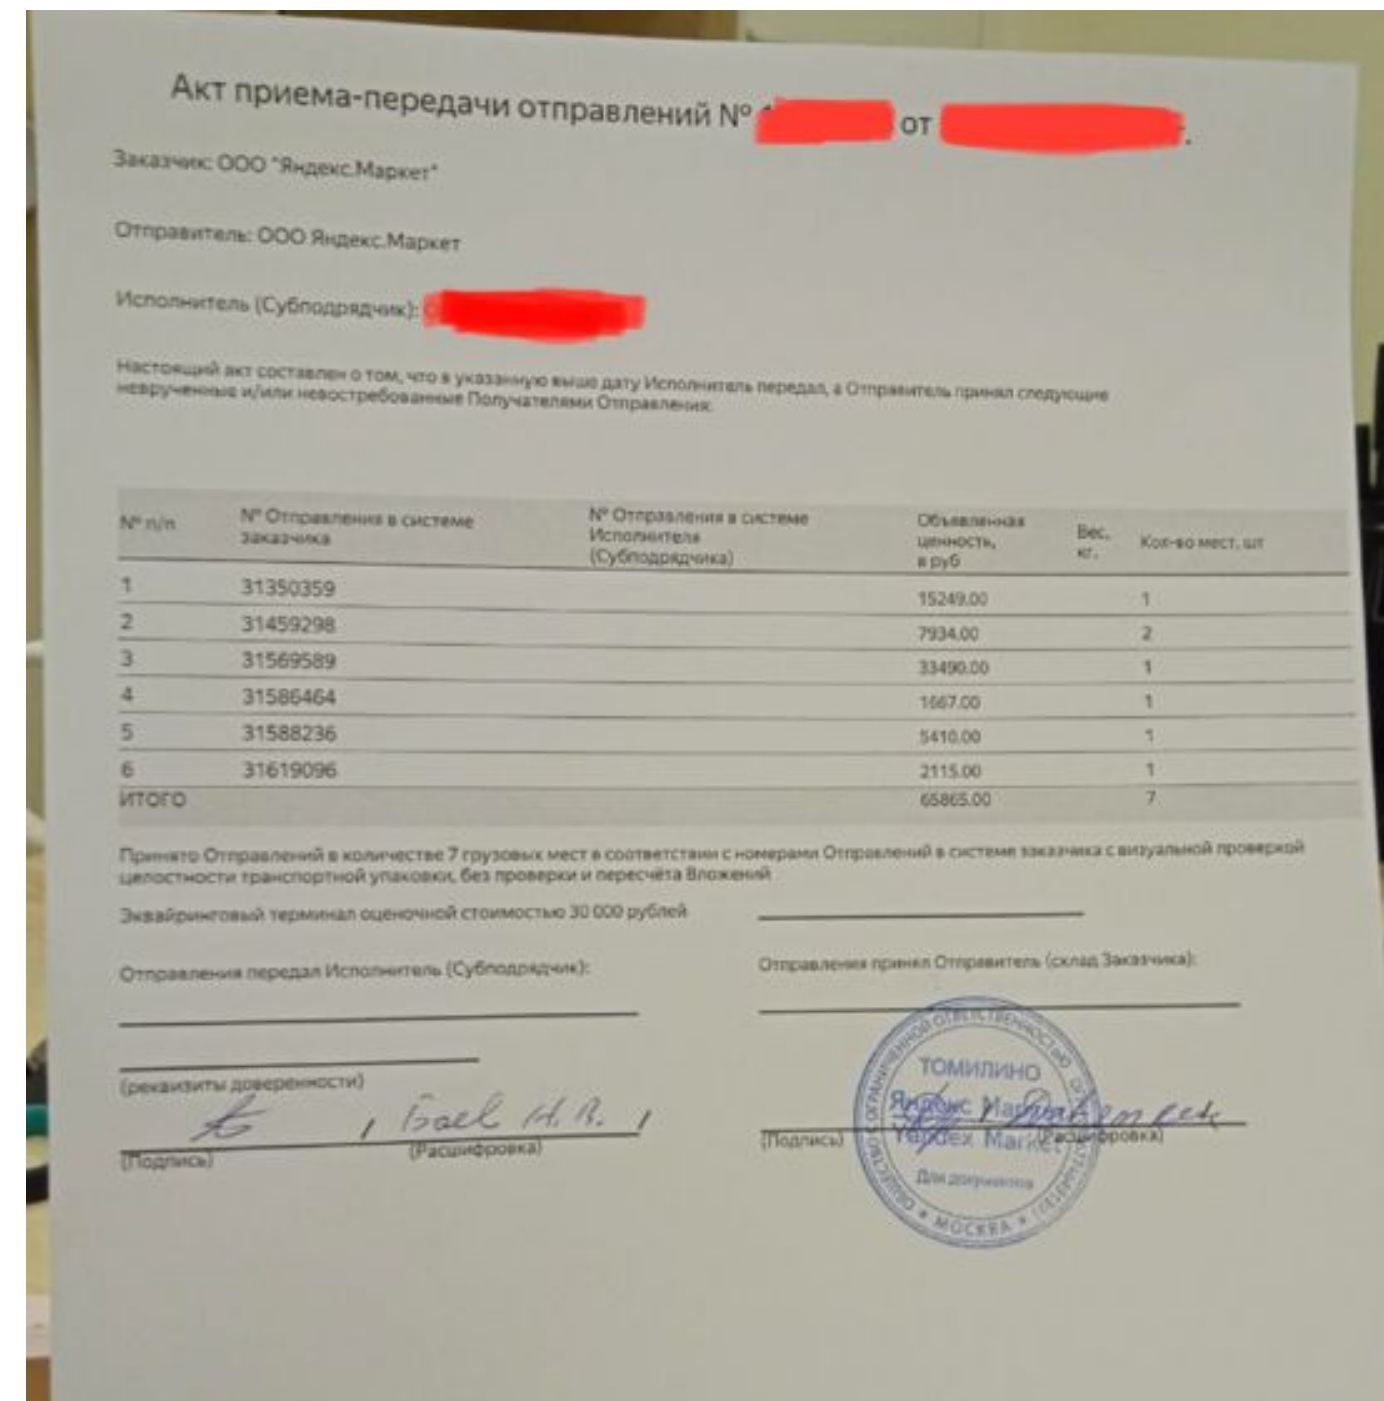 Акт приема-передачи отправлений № от
Заказчик: ООО "Яндекс.Маркет"
Отправитель: ООО Яндекс.Маркет
Исполнитель (Субподрядчик):
Настоящий акт составлен о том, что в указанную выше дату Исполнитель передал, а Отправитель принял следующие
неврученные и/или невостребованные Получателями Отправления:
№ п/п № Отправления в системе заказчика № Отправления в системе Исполнителя (Субподрядчика) Объявленная ценность, в руб Вес, кг. Кол-во мест, шт
1 31350359 15249.00 1
2 31459298 7934.00 2
3 31569589 33490.00 1
4 31586464 1667.00 1
5 31588236 5410.00 1
6 31619096 2115.00 1
ИТОГО 65865.00 7
Принято Отправлений в количестве 7 грузовых мест в соответствии с номерами Отправлений в системе заказчика с визуальной проверкой
целостности транспортной упаковки, без проверки и пересчёта Вложений
Эквайринговый терминал оценочной стоимостью 30 000 рублей
Отправления передал Исполнитель (Субподрядчик): Отправления принял Отправитель (склад Заказчика):
(реквизиты доверенности)
Баев Н.В.
(Подпись) (Расшифровка) (Подпись) (Расшифровка)
ОБЩЕСТВО С ОГРАНИЧЕННОЙ ОТВЕТСТВЕННОСТЬЮ
ТОМИЛИНО
Яндекс Маркет
Yandex Market
Для документов
МОСКВА